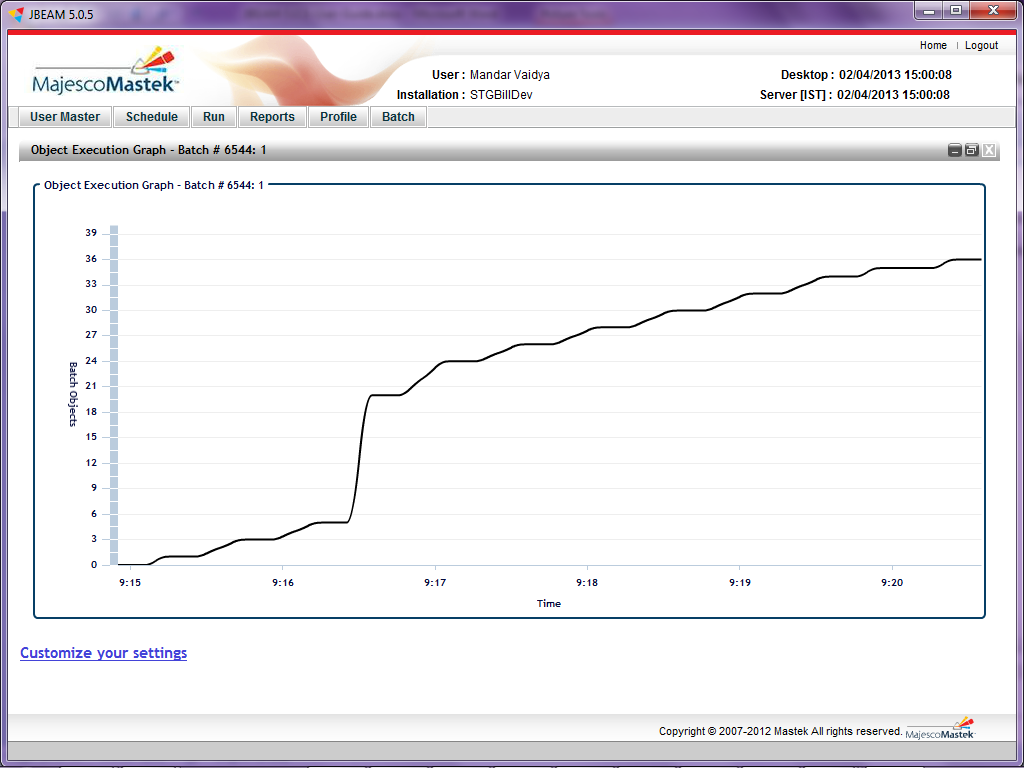 JBEAM 5.0.5
Home | Logout
MajescoMastek
User : Mandar Vaidya
Desktop : 02/04/2013 15:00:08
Installation : STGBillDev
Server [IST] : 02/04/2013 15:00:08
User Master Schedule Run Reports Profile Batch
Object Execution Graph - Batch # 6544: 1
Object Execution Graph - Batch # 6544: 1
39
36
33
30
27
24
21
18
15
12
9
6
3
0
Batch Objects
9:15 9:16 9:17 9:18 9:19 9:20
Time
Customize your settings
Copyright © 2007-2012 Mastek All rights reserved. MajescoMastek